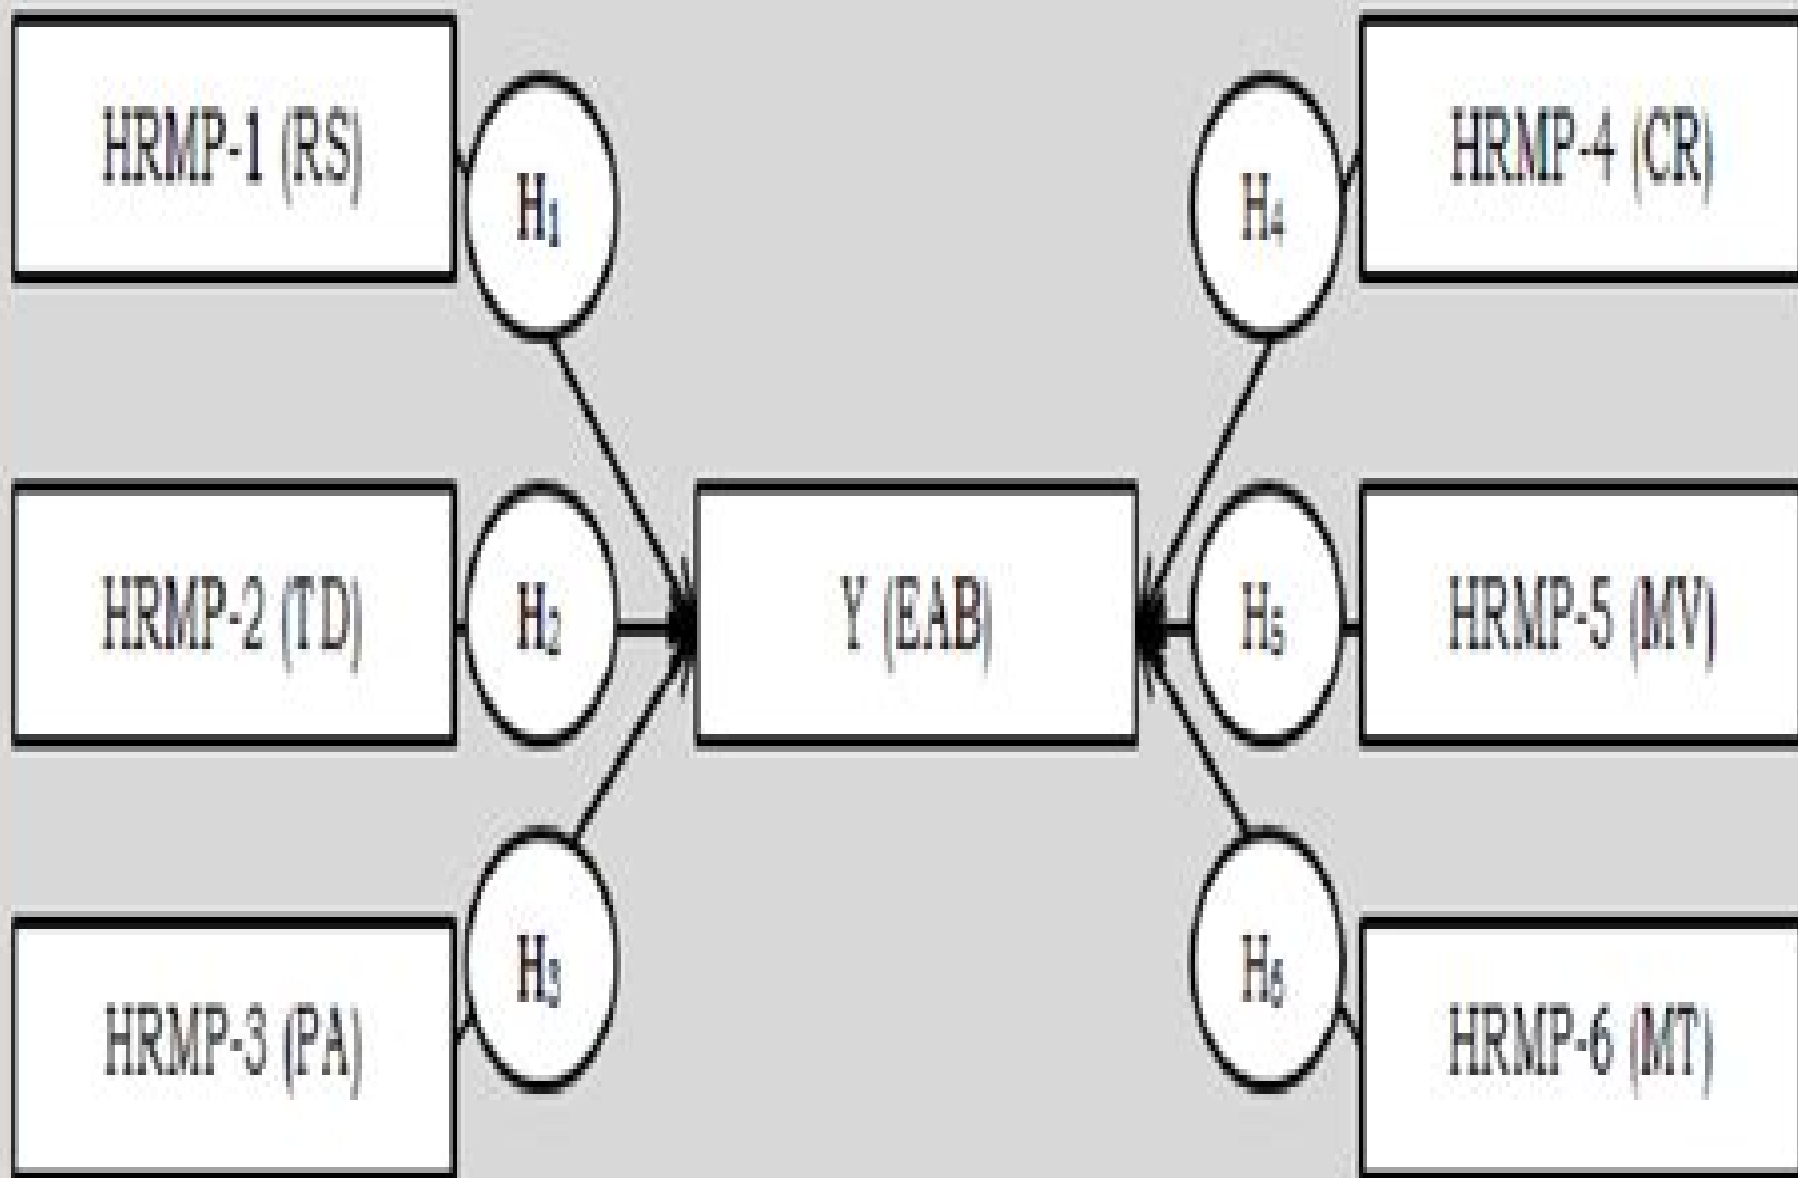 HRMP-1 (RS)
H₁
H₄
HRMP-4 (CR)
HRMP-2 (TD)
H₂
Y (EAB)
H₅
HRMP-5 (MV)
HRMP-3 (PA)
H₃
H₆
HRMP-6 (MT)